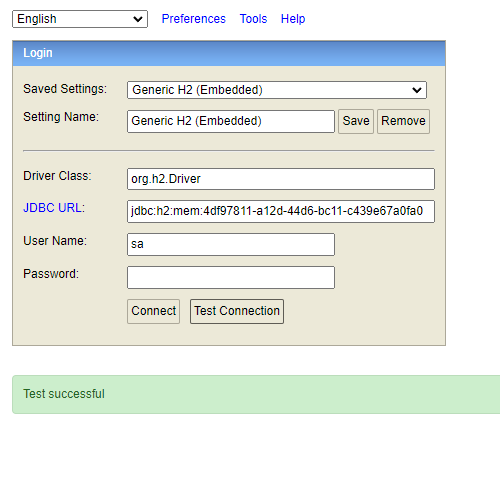 English Preferences Tools Help
Login
Saved Settings: Generic H2 (Embedded)
Setting Name: Generic H2 (Embedded) Save Remove
Driver Class: org.h2.Driver
JDBC URL: jdbc:h2:mem:4df97811-a12d-44d6-bc11-c439e67a0fa0
User Name: sa
Password:
Connect Test Connection
Test successful